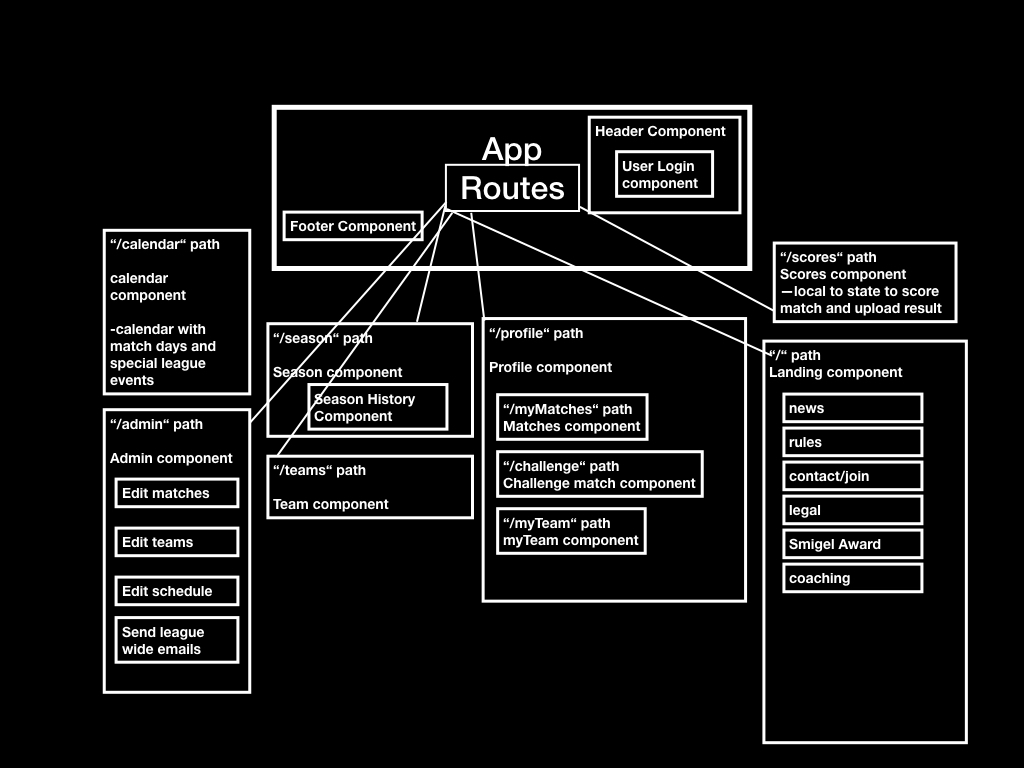 App
Routes
Header Component
User Login
component
Footer Component
“/calendar“ path
calendar
component
-calendar with
match days and
special league
events
“/admin“ path
Admin component
Edit matches
Edit teams
Edit schedule
Send league
wide emails
“/season“ path
Season component
Season History
Component
“/teams“ path
Team component
“/profile“ path
Profile component
“/myMatches“ path
Matches component
“/challenge“ path
Challenge match component
“/myTeam“ path
myTeam component
“/scores“ path
Scores component
—local to state to score
match and upload result
“/“ path
Landing component
news
rules
contact/join
legal
Smigel Award
coaching